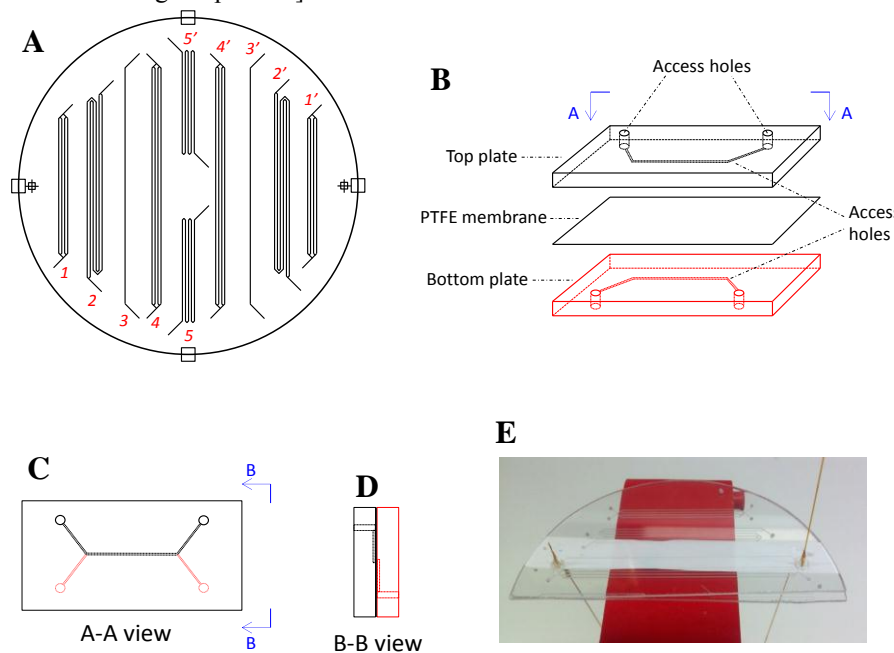 A
5'
4'
3'
2'
1'
1
2
3
4
5
B
Access holes
A
A
Top plate
PTFE membrane
Acces
holes
Bottom plate
C
B
B
A-A view
D
B-B view
E